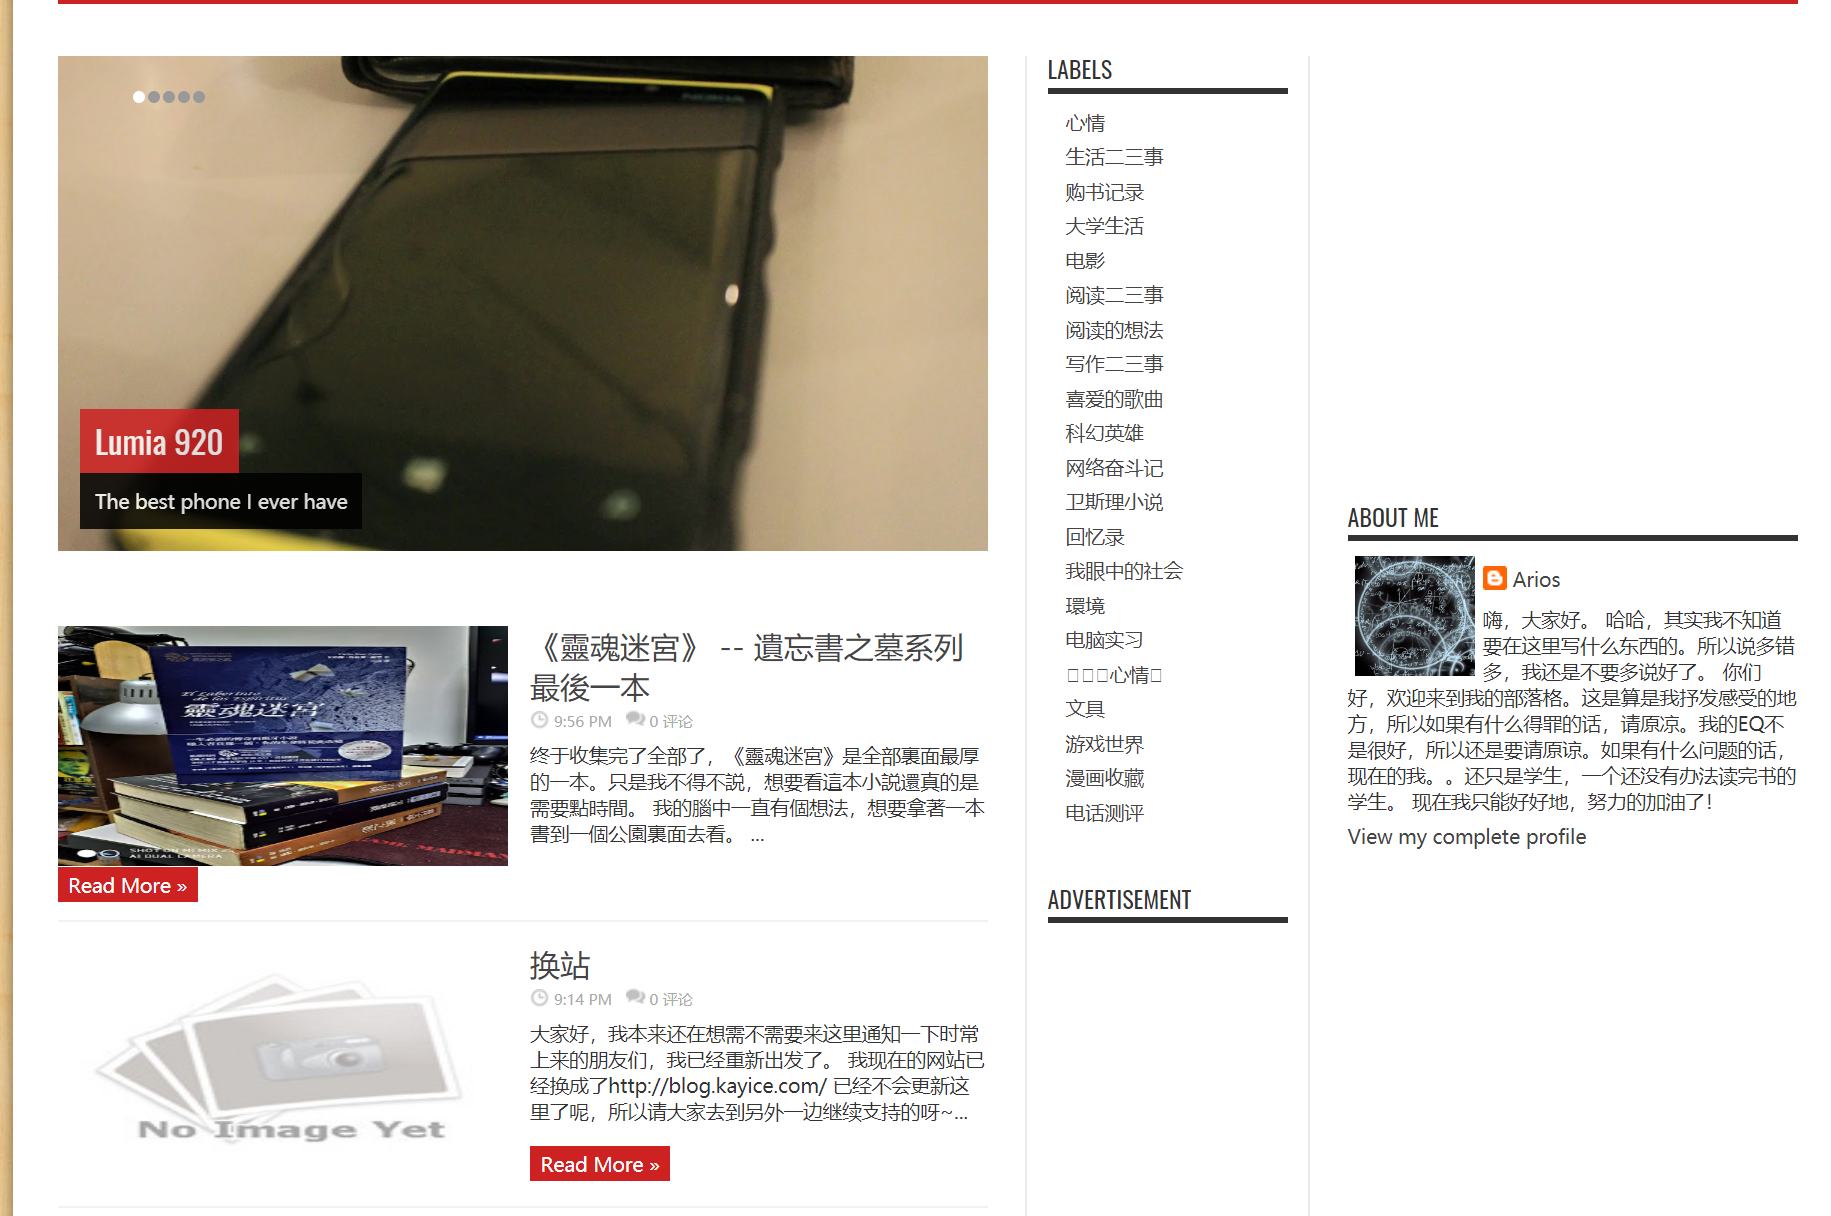 Lumia 920
The best phone I ever have
《靈魂迷宮》 -- 遺忘書之墓系列
最後一本
9:56 PM 0 评论
终于收集完了全部了，《靈魂迷宮》是全部裏面最厚
的一本。只是我不得不説，想要看這本小説還真的是
需要點時間。 我的腦中一直有個想法，想要拿著一本
書到一個公園裏面去看。 ...
El Laberinto
de los Espíritus
靈魂迷宮
SHOT ON MI MIX
AI DUAL CAMERA
Read More »
换站
9:14 PM 0 评论
大家好，我本来还在想需不需要来这里通知一下时常
上来的朋友们，我已经重新出发了。 我现在的网站已
经换成了http://blog.kayice.com/ 已经不会更新这
里了呢，所以请大家去到另外一边继续支持的呀~...
No Image Yet
Read More »
LABELS
心情
生活二三事
购书记录
大学生活
电影
阅读二三事
阅读的想法
写作二三事
喜爱的歌曲
科幻英雄
网络奋斗记
卫斯理小说
回忆录
我眼中的社会
環境
电脑实习
心情
文具
游戏世界
漫画收藏
电话测评
ADVERTISEMENT
ABOUT ME
Arios
嗨，大家好。 哈哈，其实我不知道
要在这里写什么东西的。所以说多错
多，我还是不要多说好了。 你们
好，欢迎来到我的部落格。这是算是我抒发感受的地
方，所以如果有什么得罪的话，请原凉。我的EQ不
是很好，所以还是要请原谅。如果有什么问题的话，
现在的我。。还只是学生，一个还没有办法读完书的
学生。 现在我只能好好地，努力的加油了！
View my complete profile